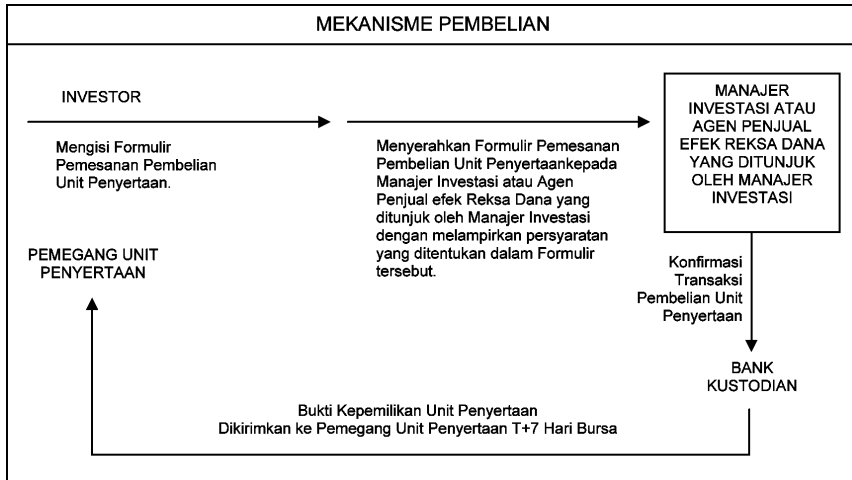 MEKANISME PEMBELIAN
INVESTOR
Mengisi Formulir
Pemesanan Pembelian
Unit Penyertaan.
Menyerahkan Formulir Pemesanan
Pembelian Unit Penyertaankepada
Manajer Investasi atau Agen
Penjual efek Reksa Dana yang
ditunjuk oleh Manajer Investasi
dengan melampirkan persyaratan
yang ditentukan dalam Formulir
tersebut.
MANAJER
INVESTASI ATAU
AGEN PENJUAL
EFEK REKSA DANA
YANG DITUNJUK
OLEH MANAJER
INVESTASI
Konfirmasi
Transaksi
Pembelian Unit
Penyertaan
BANK
KUSTODIAN
Bukti Kepemilikan Unit Penyertaan
Dikirimkan ke Pemegang Unit Penyertaan T+7 Hari Bursa
PEMEGANG UNIT
PENYERTAAN